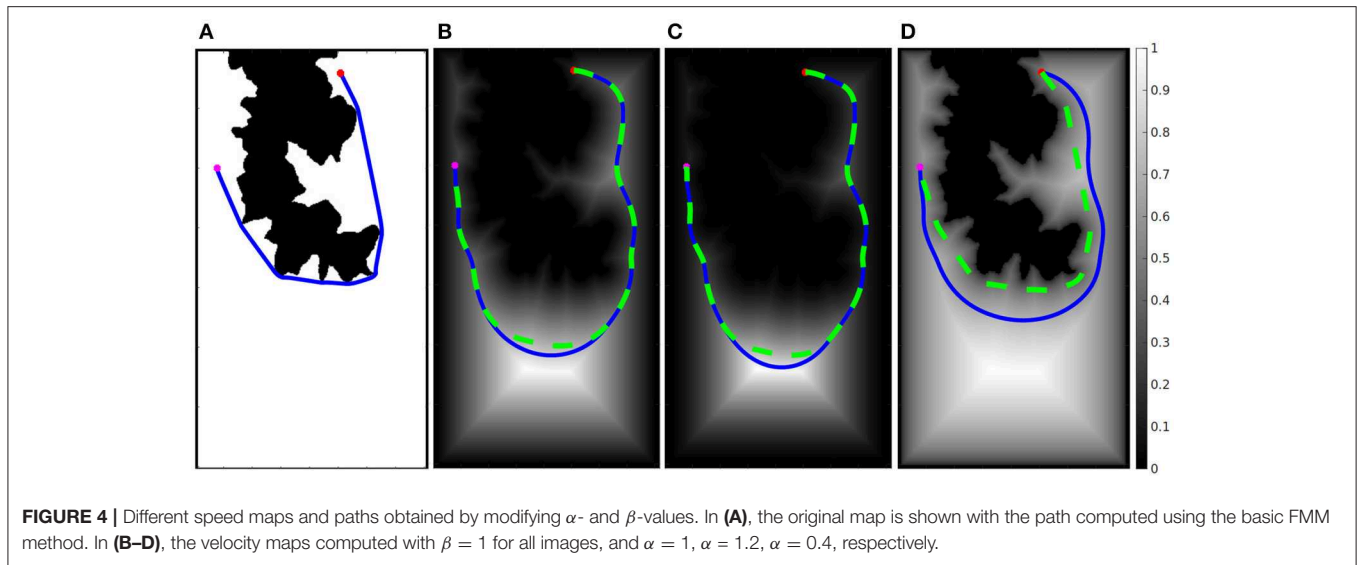 A
B
C
D
1
0.9
0.8
0.7
0.6
0.5
0.4
0.3
0.2
0.1
0
FIGURE 4 | Different speed maps and paths obtained by modifying α- and β-values. In (A), the original map is shown with the path computed using the basic FMM
method. In (B–D), the velocity maps computed with β = 1 for all images, and α = 1, α = 1.2, α = 0.4, respectively.